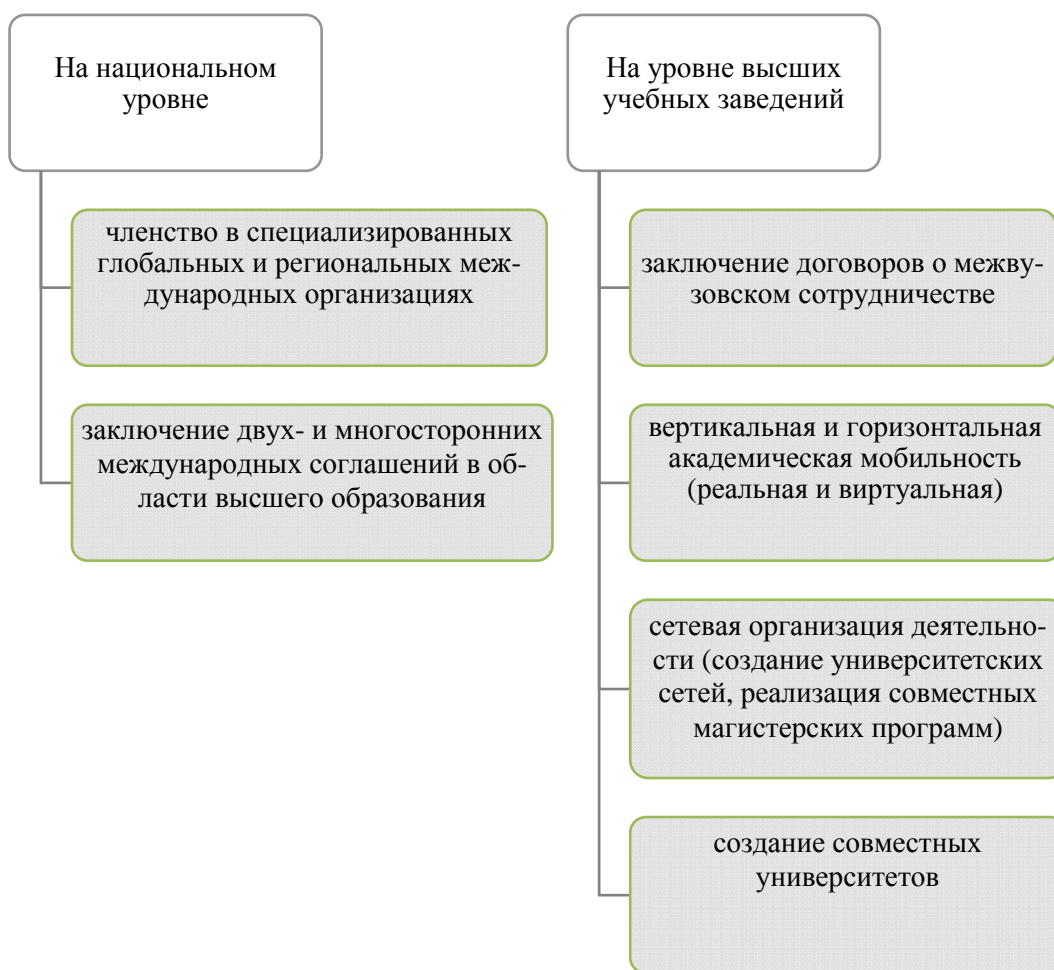 На национальном
уровне
членство в специализированных
глобальных и региональных меж-
дународных организациях
заключение двух- и многосторонних
международных соглашений в об-
ласти высшего образования
На уровне высших
учебных заведений
заключение договоров о межву-
зовском сотрудничестве
вертикальная и горизонтальная
академическая мобильность
(реальная и виртуальная)
сетевая организация деятельно-
сти (создание университетских
сетей, реализация совместных
магистерских программ)
создание совместных
университетов